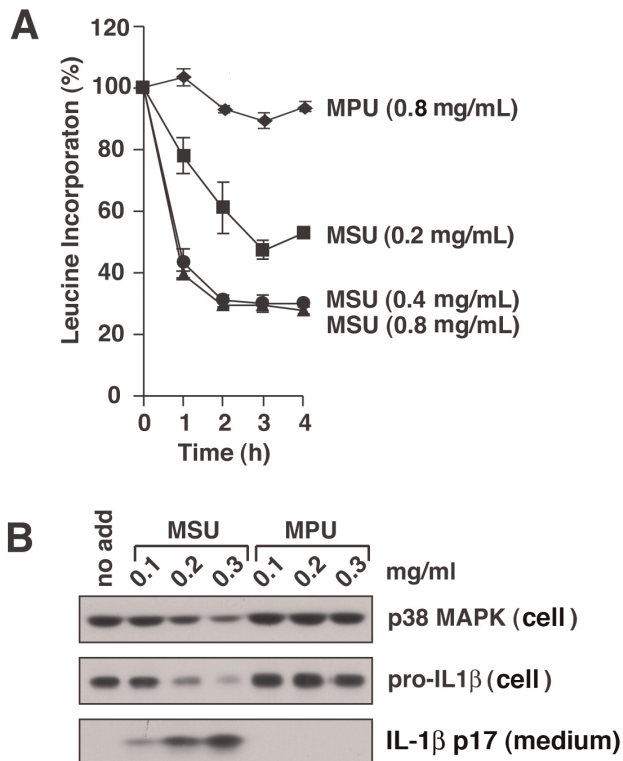 A
120
100
80
60
40
20
0
Leucine Incorporaton (%)
MPU (0.8 mg/mL)
MSU (0.2 mg/mL)
MSU (0.4 mg/mL)
MSU (0.8 mg/mL)
0 1 2 3 4
Time (h)
B
no add
MSU MPU
0.1 0.2 0.3 0.1 0.2 0.3 mg/ml
p38 MAPK (cell)
pro-IL1β (cell)
IL-1β p17 (medium)